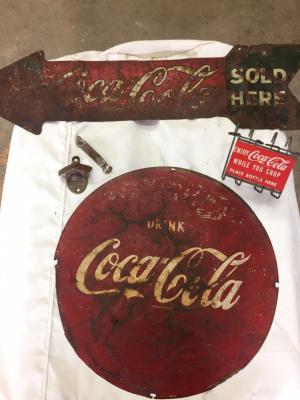 Coca-Cola
SOLD
HERE
ENJOY Coca-Cola
WHILE YOU SHOP
PLACE BOTTLE HERE
DRINK
Coca-Cola